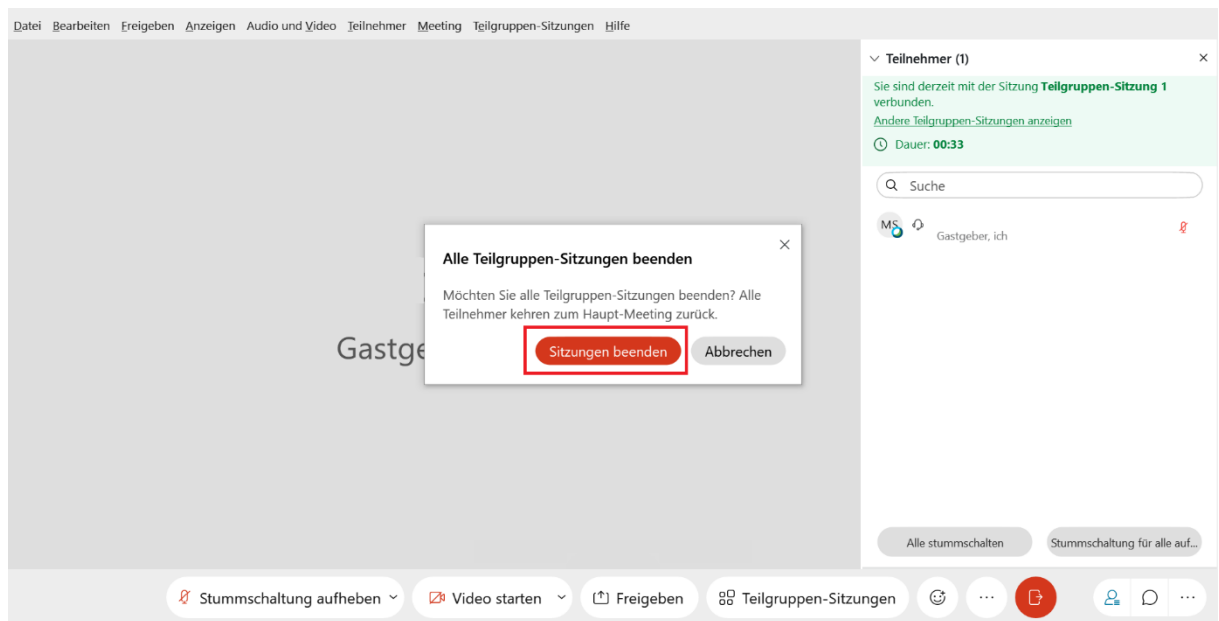 Datei Bearbeiten Freigeben Anzeigen Audio und Video Teilnehmer Meeting Teilgruppen-Sitzungen Hilfe
Teilnehmer (1)
Sie sind derzeit mit der Sitzung Teilgruppen-Sitzung 1
verbunden.
Andere Teilgruppen-Sitzungen anzeigen
Dauer: 00:33
Suche
MS
Gastgeber, ich
Alle Teilgruppen-Sitzungen beenden
Möchten Sie alle Teilgruppen-Sitzungen beenden? Alle
Teilnehmer kehren zum Haupt-Meeting zurück.
Sitzungen beenden Abbrechen
Gastge
Alle stummschalten Stummschaltung für alle auf...
Stummschaltung aufheben Video starten Freigeben Teilgruppen-Sitzungen